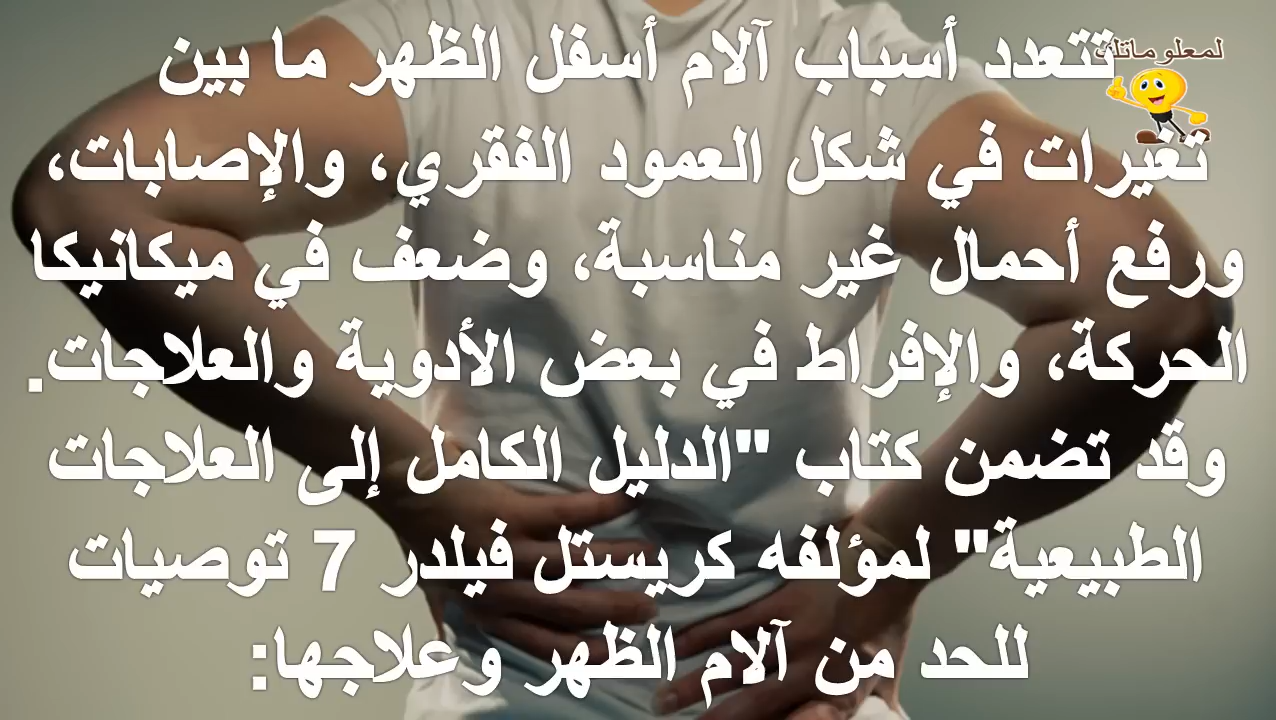 لمعلوماتك
تتعدد أسباب آلام أسفل الظهر ما بين
تغيرات في شكل العمود الفقري، والإصابات،
ورفع أحمال غير مناسبة، وضعف في ميكانيكا
الحركة، والإفراط في بعض الأدوية والعلاجات.
وقد تضمن كتاب "الدليل الكامل إلى العلاجات
الطبيعية" لمؤلفه كريستل فيلدر 7 توصيات
للحد من آلام الظهر وعلاجها: